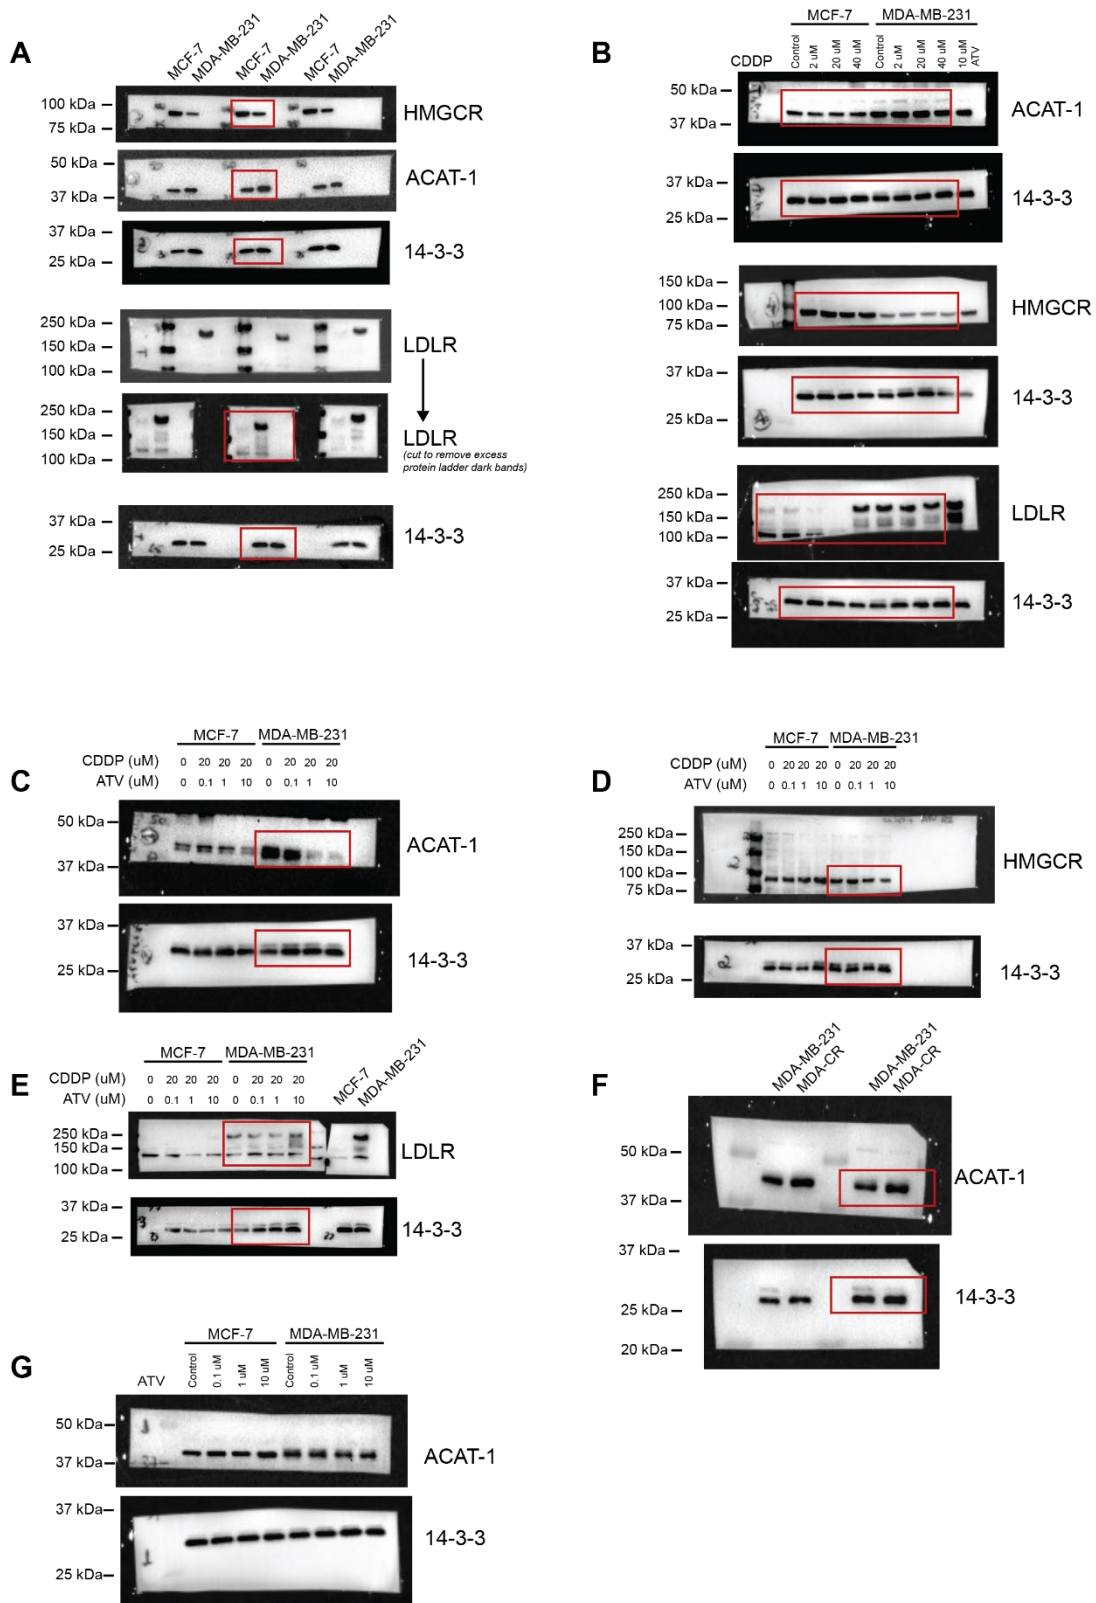 A
MCF-7
MDA-MB-231
MCF-7
MDA-MB-231
MCF-7
MDA-MB-231
100 kDa
75 kDa
HMGCR
50 kDa
37 kDa
ACAT-1
37 kDa
25 kDa
14-3-3
250 kDa
150 kDa
100 kDa
LDLR
250 kDa
150 kDa
100 kDa
LDLR
(cut to remove excess
protein ladder dark bands)
37 kDa
25 kDa
14-3-3
B
MCF-7 MDA-MB-231
CDDP Control 2 uM 20 uM 40 uM Control 2 uM 20 uM 40 uM 10 uM ATV
50 kDa
37 kDa
ACAT-1
37 kDa
25 kDa
14-3-3
150 kDa
100 kDa
75 kDa
HMGCR
37 kDa
25 kDa
14-3-3
250 kDa
150 kDa
100 kDa
LDLR
37 kDa
25 kDa
14-3-3
C
MCF-7 MDA-MB-231
CDDP (uM) 0 20 20 20 0 20 20 20
ATV (uM) 0 0.1 1 10 0 0.1 1 10
50 kDa
37 kDa
ACAT-1
37 kDa
25 kDa
14-3-3
D
MCF-7 MDA-MB-231
CDDP (uM) 0 20 20 20 0 20 20 20
ATV (uM) 0 0.1 1 10 0 0.1 1 10
250 kDa
150 kDa
100 kDa
75 kDa
HMGCR
37 kDa
25 kDa
14-3-3
E
MCF-7 MDA-MB-231
CDDP (uM) 0 20 20 20 0 20 20 20
ATV (uM) 0 0.1 1 10 0 0.1 1 10
MCF-7
MDA-MB-231
250 kDa
150 kDa
100 kDa
LDLR
37 kDa
25 kDa
14-3-3
F
MDA-MB-231
MDA-CR
MDA-MB-231
MDA-CR
50 kDa
37 kDa
ACAT-1
37 kDa
25 kDa
20 kDa
14-3-3
G
MCF-7 MDA-MB-231
ATV Control 0.1 uM 1 uM 10 uM Control 0.1 uM 1 uM 10 uM
50 kDa
37 kDa
ACAT-1
37 kDa
25 kDa
14-3-3